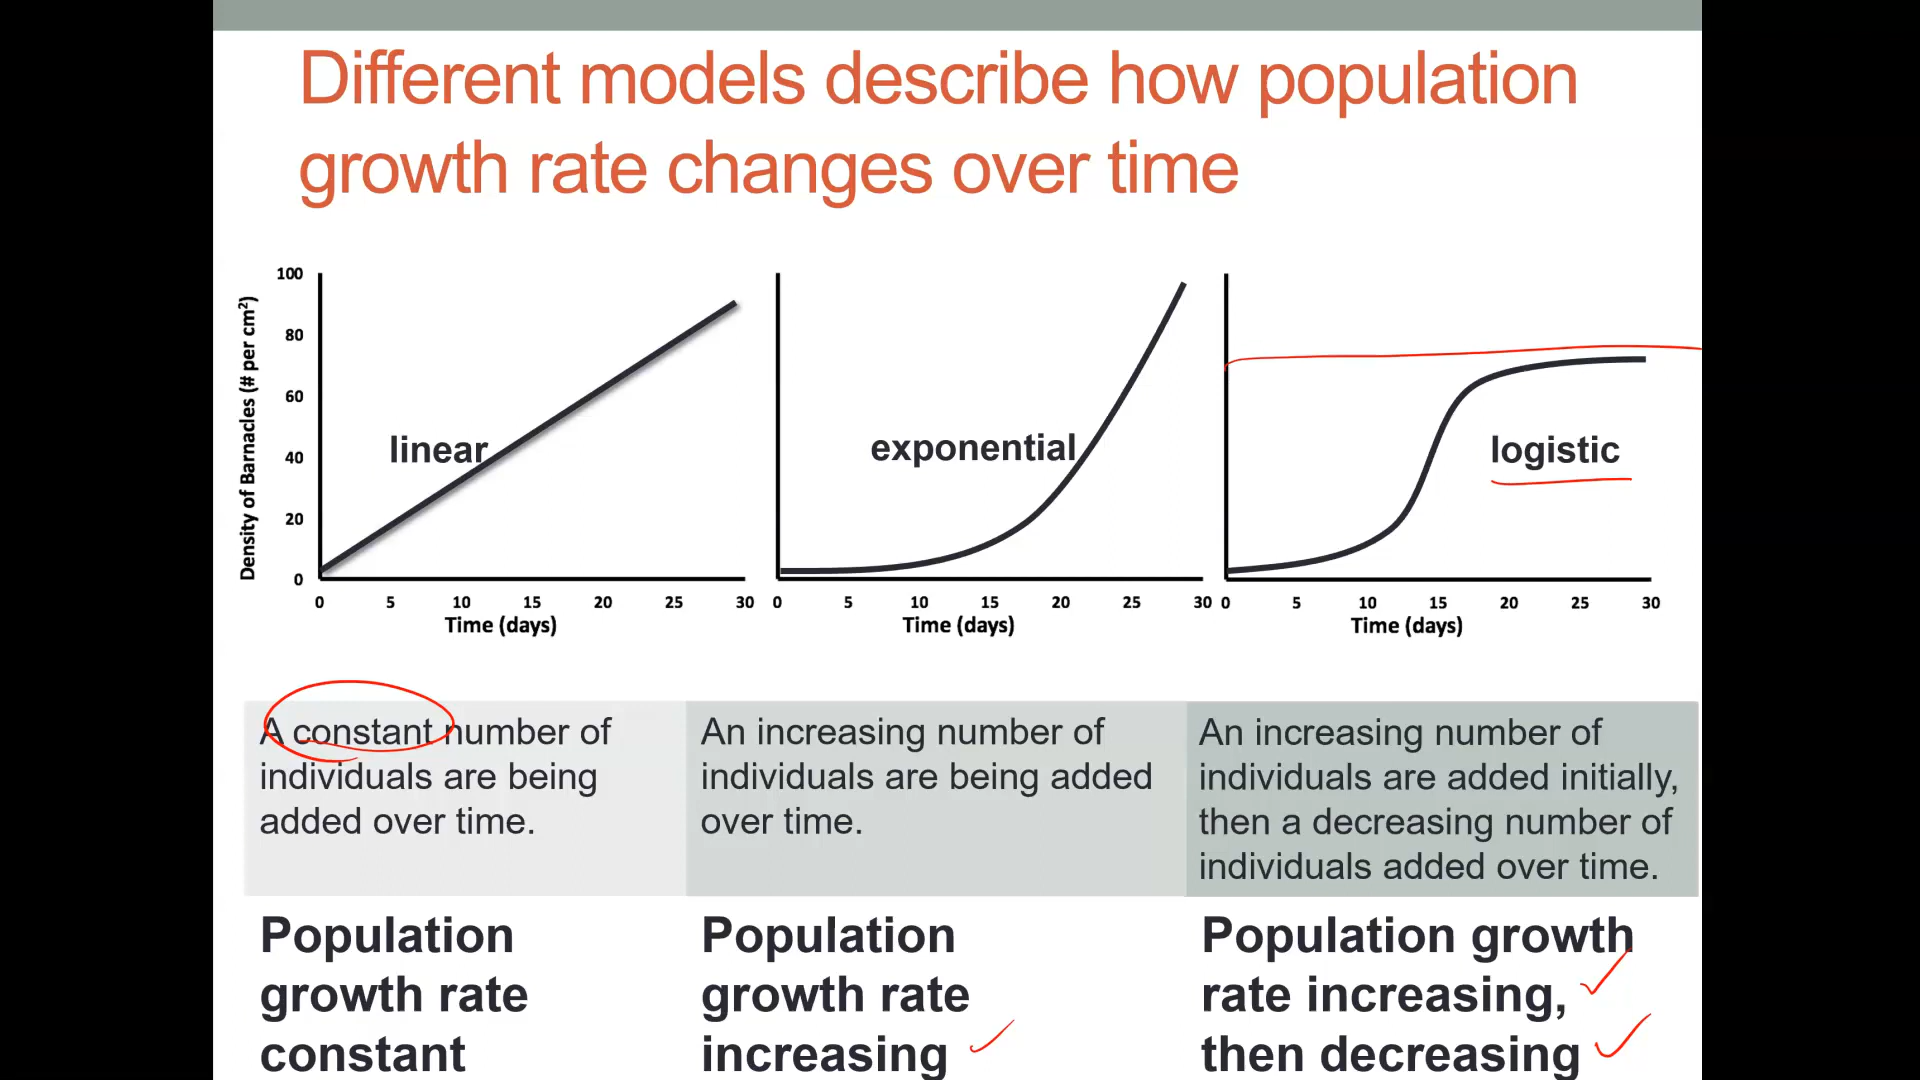 Different models describe how population
growth rate changes over time
Density of Barnacles (# per cm²)
100
80
60
40
20
0
linear
0 5 10 15 20 25 30
Time (days)
exponential
0 5 10 15 20 25 30
Time (days)
logistic
0 5 10 15 20 25 30
Time (days)
A constant number of
individuals are being
added over time.
An increasing number of
individuals are being added
over time.
An increasing number of
individuals are added initially,
then a decreasing number of
individuals added over time.
Population
growth rate
constant
Population
growth rate
increasing
Population growth
rate increasing,
then decreasing